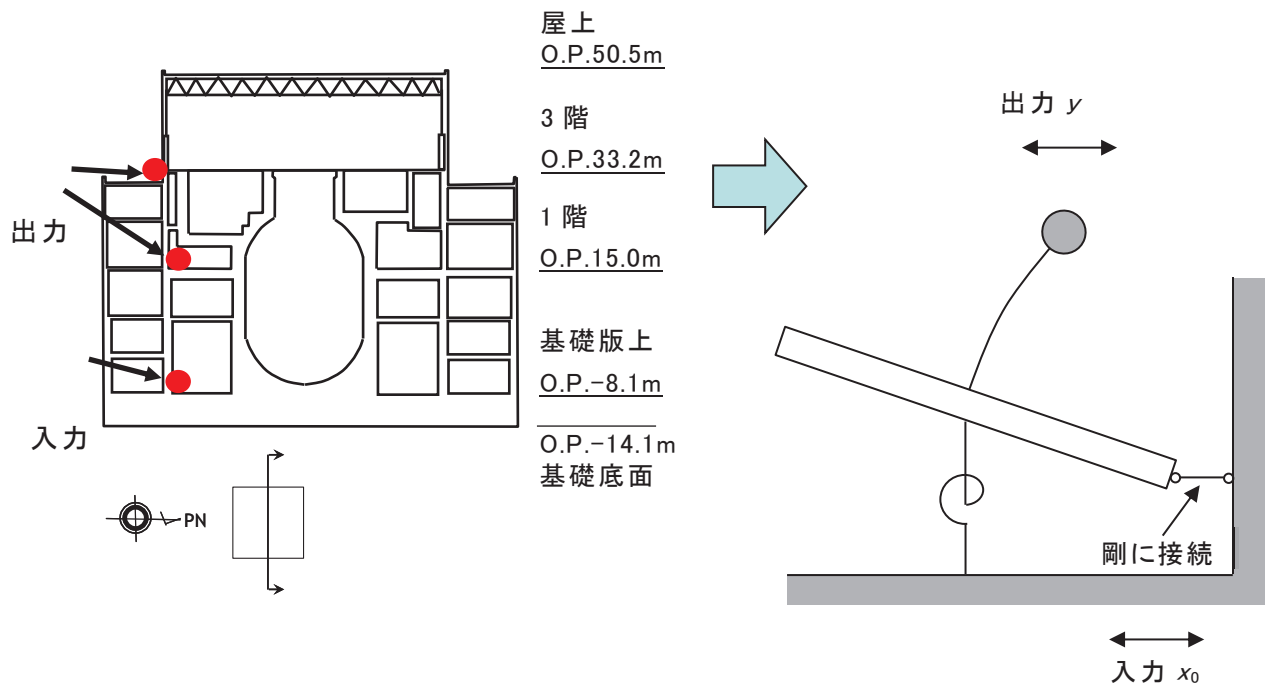 屋上
O.P.50.5m
3 階
O.P.33.2m
1 階
O.P.15.0m
基礎版上
O.P.-8.1m
O.P.-14.1m
基礎底面
出力
入力
PN
出力 y
剛に接続
入力 x₀